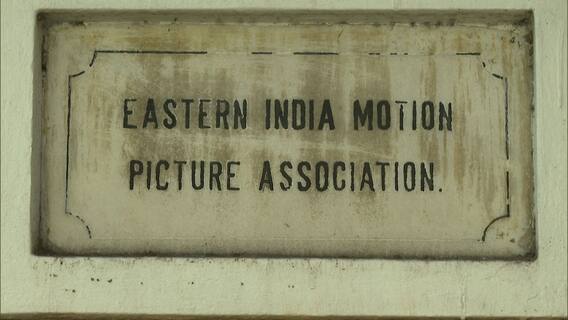 EASTERN INDIA MOTION
PICTURE ASSOCIATION.